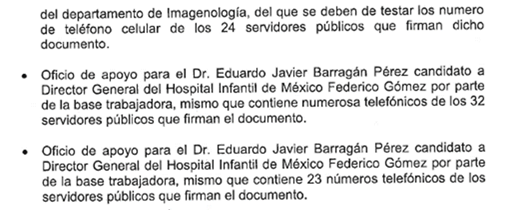 del departamento de Imagenología, del que se deben de testar los numero
de teléfono celular de los 24 servidores públicos que firman dicho
documento.
• Oficio de apoyo para el Dr. Eduardo Javier Barragán Pérez candidato a
Director General del Hospital Infantil de México Federico Gómez por parte
de la base trabajadora, mismo que contiene numerosa telefónicos de los 32
servidores públicos que firman el documento.
• Oficio de apoyo para el Dr. Eduardo Javier Barragán Pérez candidato a
Director General del Hospital Infantil de México Federico Gómez por parte
de la base trabajadora, mismo que contiene 23 números telefónicos de los
servidores públicos que firman el documento.